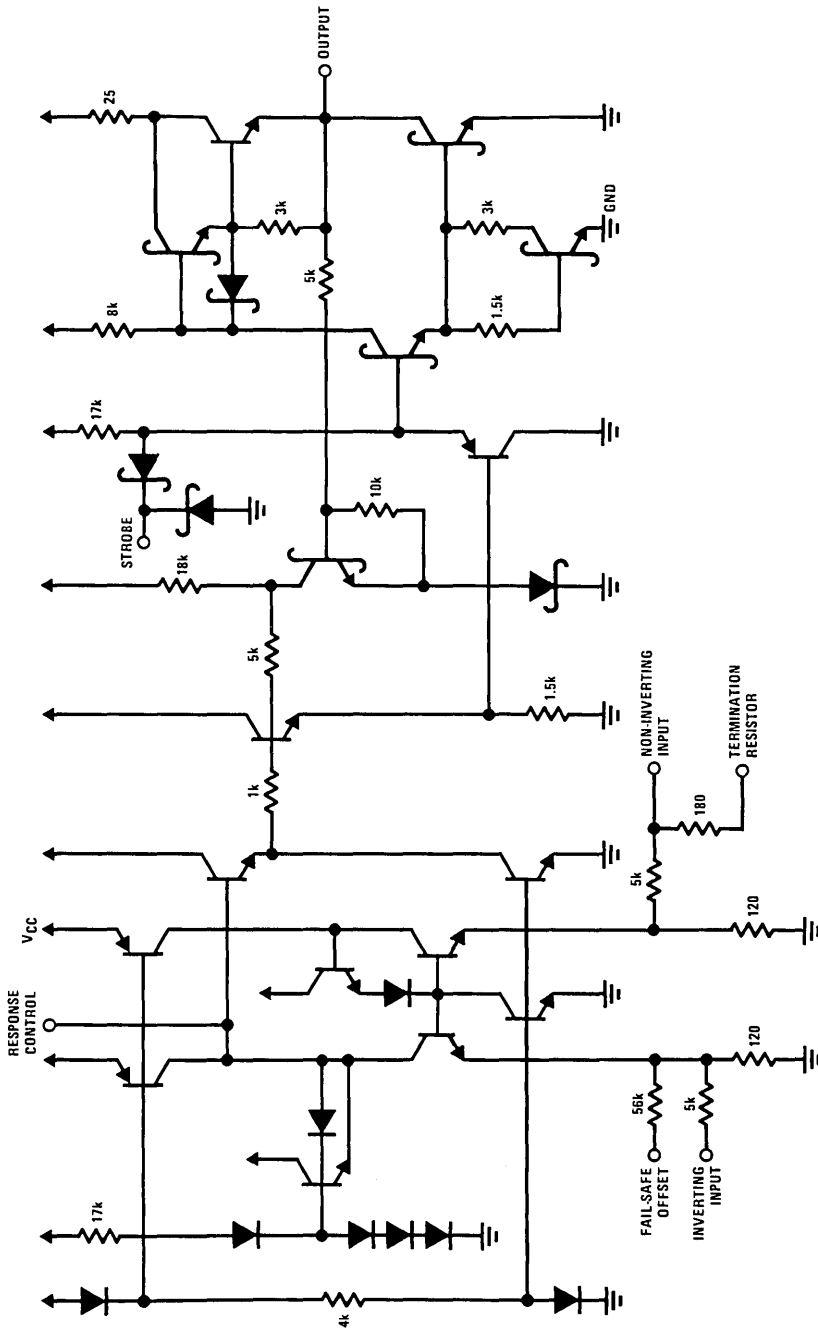 4k
17k
RESPONSE
CONTROL
VCC
FAIL-SAFE
OFFSET
56k
INVERTING
INPUT
5k
120
120
5k
NON-INVERTING
INPUT
180
TERMINATION
RESISTOR
1k
5k
1.5k
18k
STROBE
10k
17k
8k
5k
3k
1.5k
3k
GND
25
OUTPUT